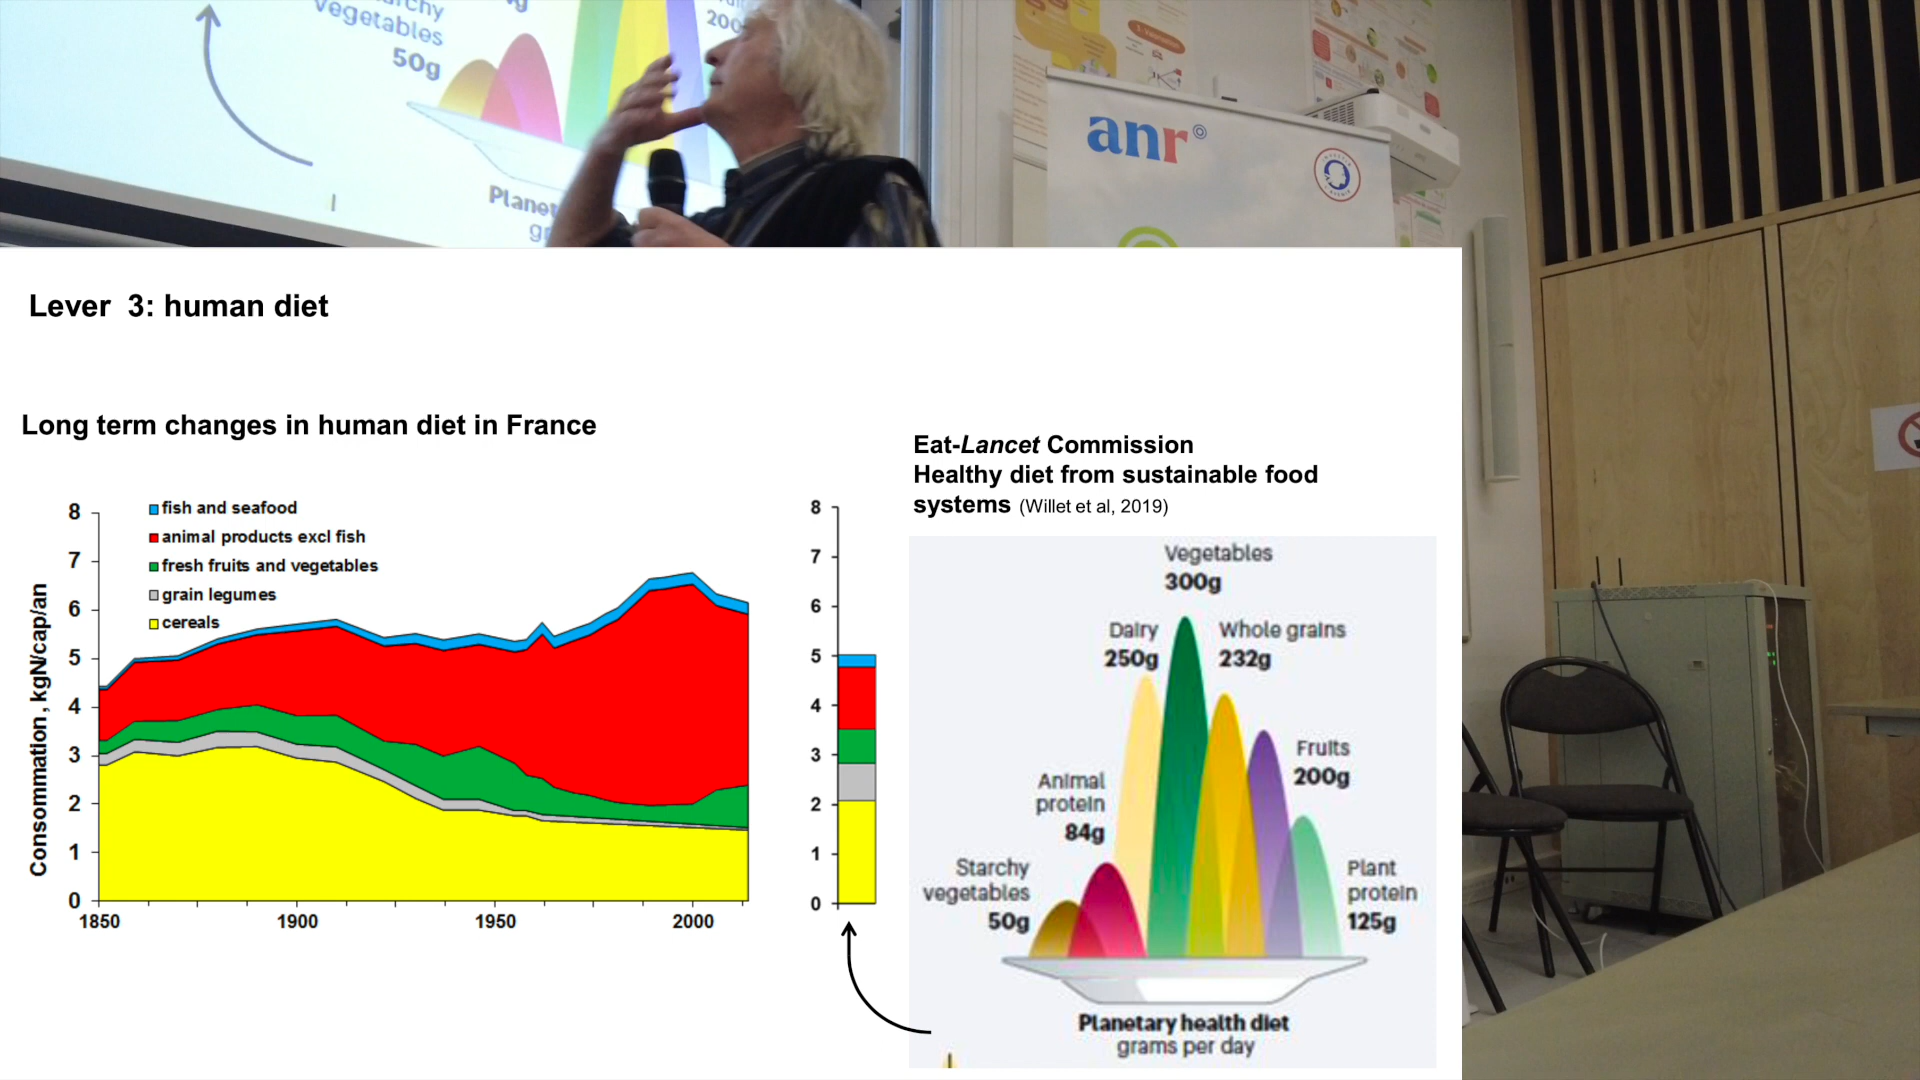 vegetables
50g
200
Planet
anr
Lever 3: human diet
Long term changes in human diet in France
Eat-Lancet Commission
Healthy diet from sustainable food
systems (Willet et al, 2019)
Consommation, kgN/cap/an
8
7
6
5
4
3
2
1
0
fish and seafood
animal products excl fish
fresh fruits and vegetables
grain legumes
cereals
1850
1900
1950
2000
8
7
6
5
4
3
2
1
0
Vegetables
300g
Dairy
250g
Whole grains
232g
Fruits
200g
Animal
protein
84g
Starchy
vegetables
50g
Plant
protein
125g
Planetary health diet
grams per day